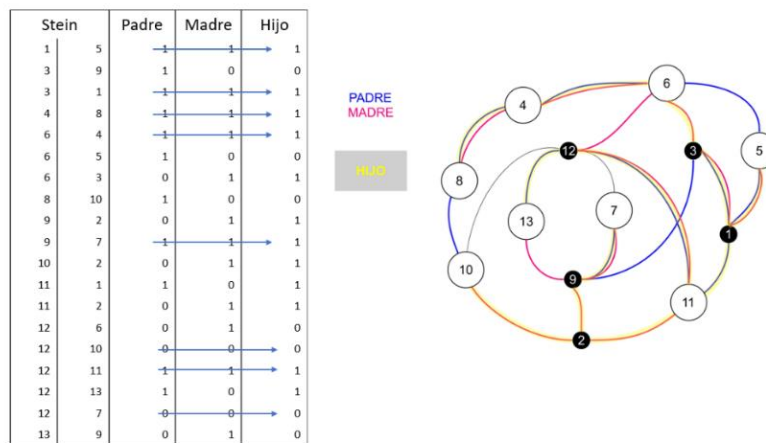 Stein Padre Madre Hijo
1 5 1 1 1
3 9 1 0 0
3 1 1 1 1
4 8 1 1 1
6 4 1 1 1
6 5 1 0 0
6 3 0 1 1
8 10 1 0 0
9 2 0 1 1
9 7 1 1 1
10 2 0 1 1
11 1 1 0 1
11 2 0 1 1
12 6 0 1 0
12 10 0 0 0
12 11 1 1 1
12 13 1 0 1
12 7 0 0 0
13 9 0 1 0
PADRE
MADRE
HIJO
6
4
12
3
5
8
13
7
1
10
9
11
2